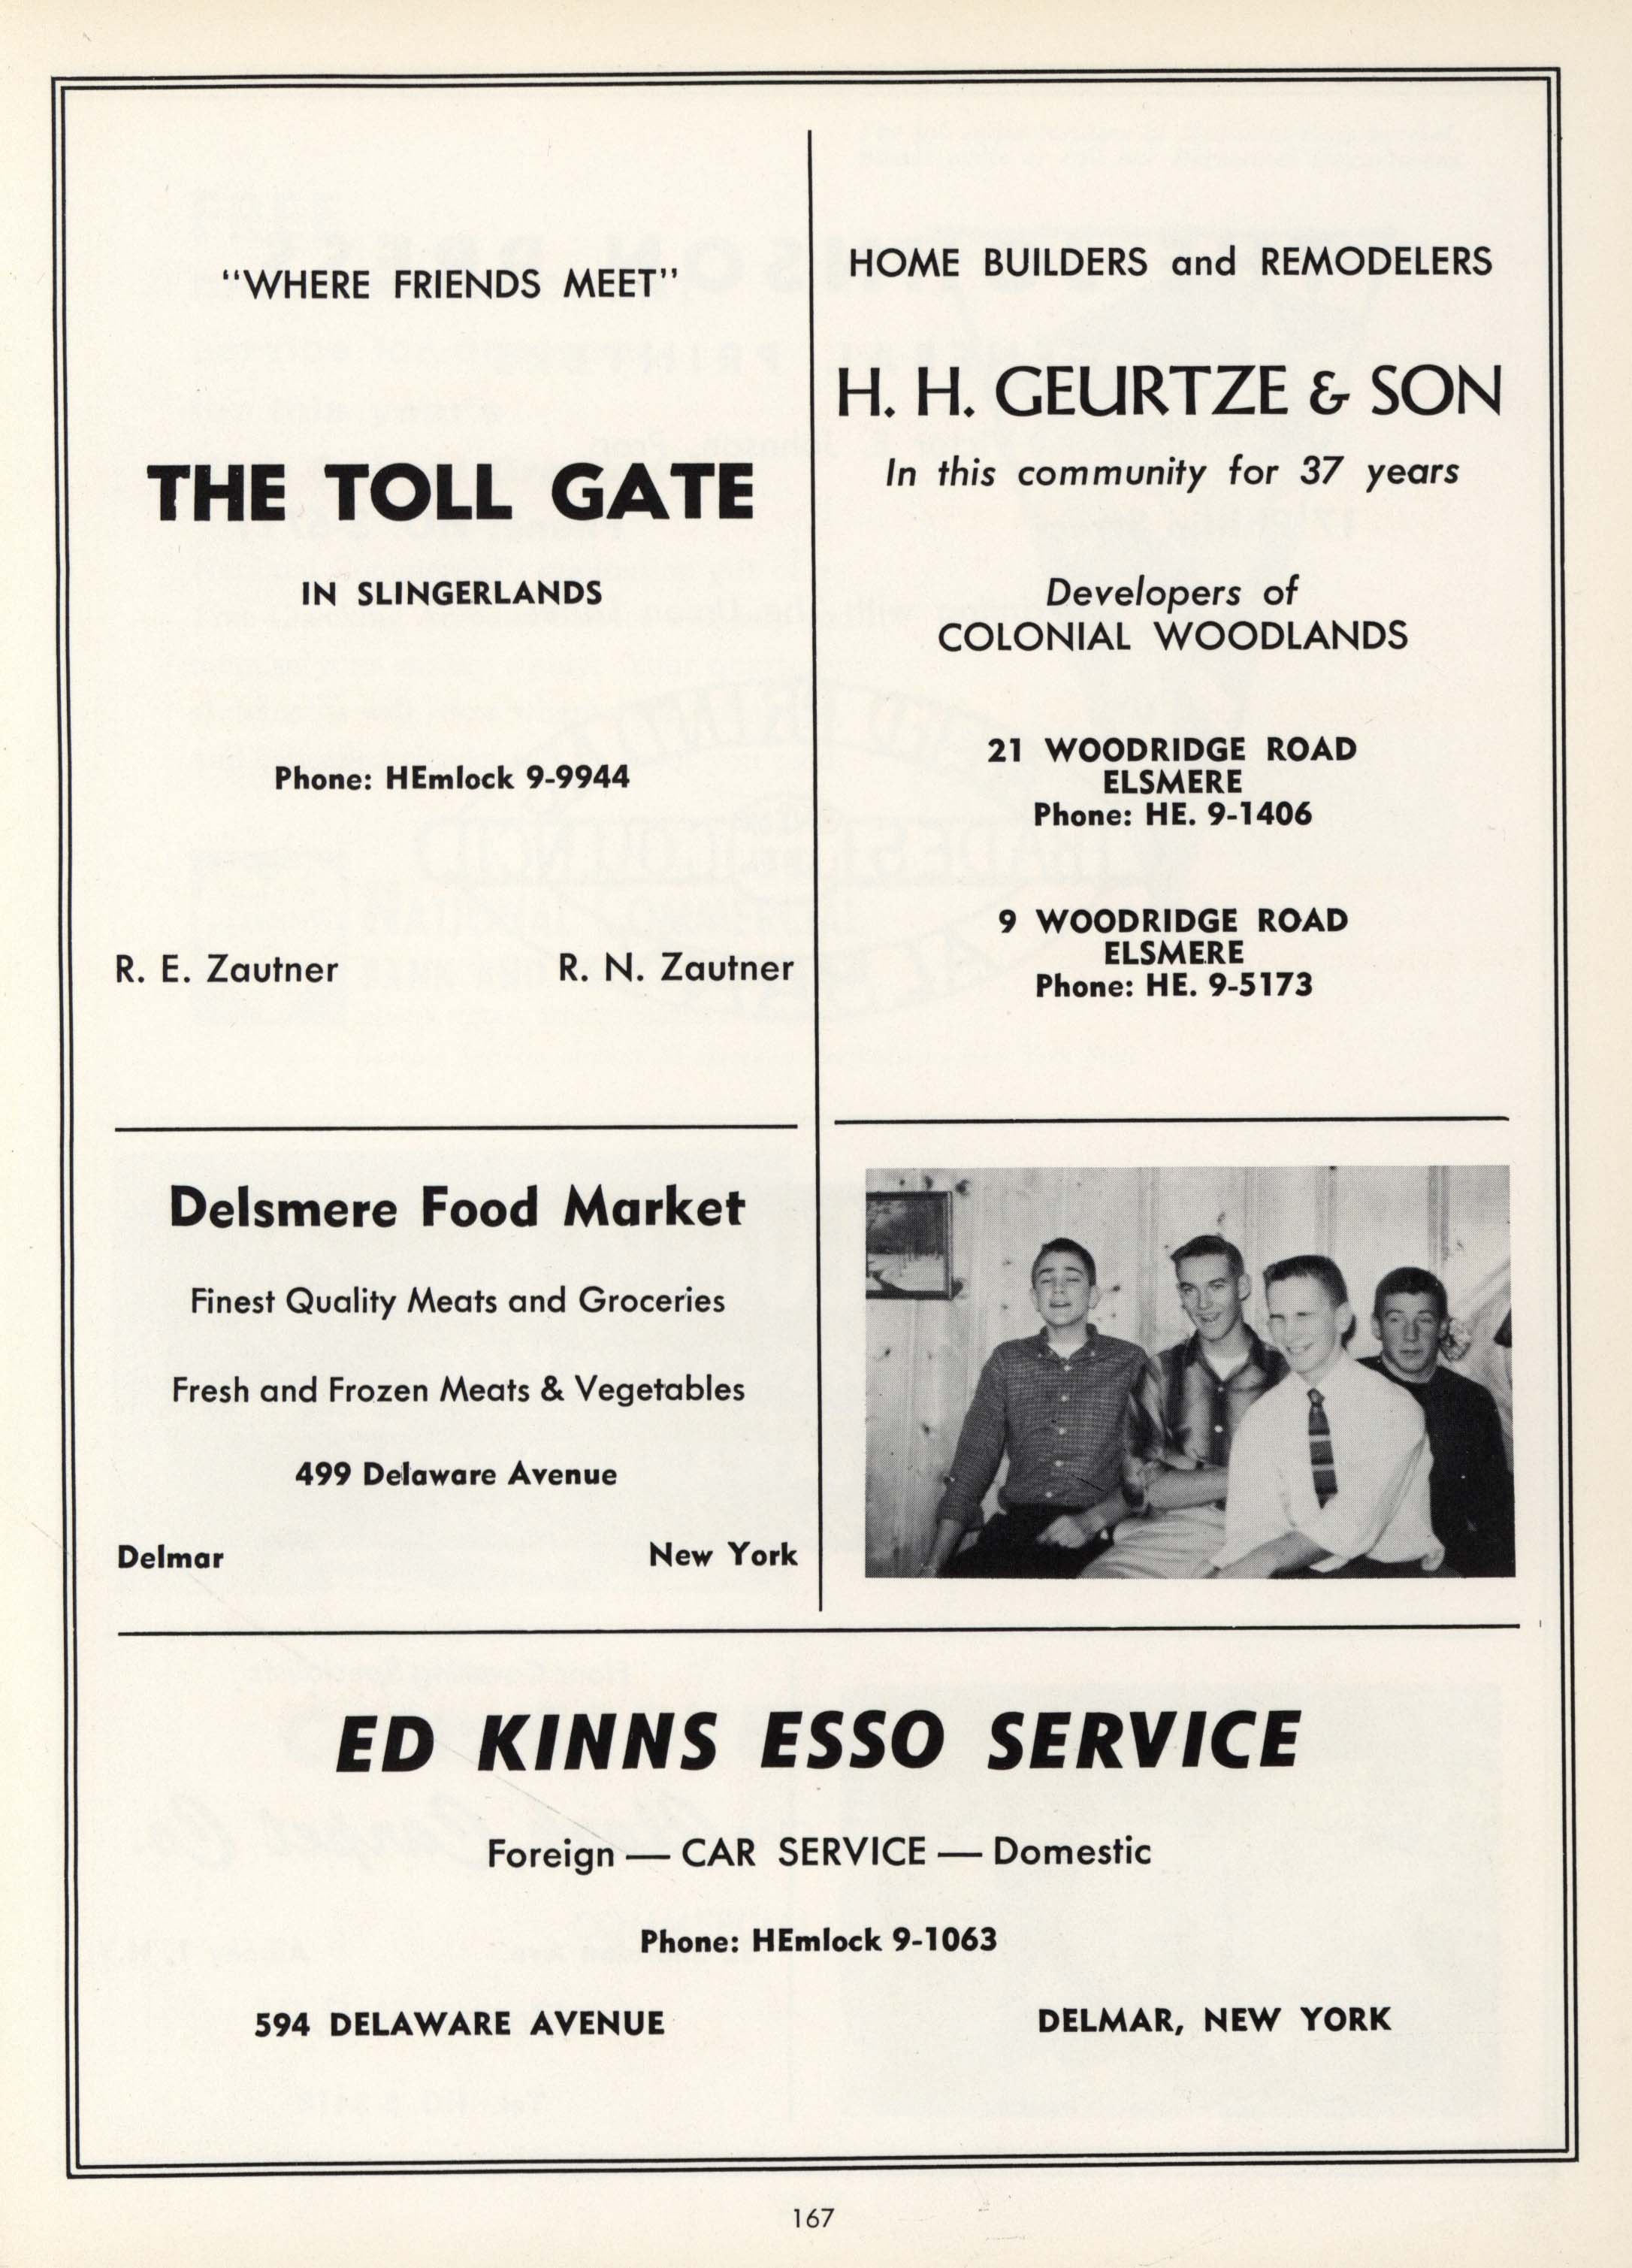 "WHERE FRIENDS MEET"
THE TOLL GATE
IN SLINGERLANDS
Phone: HEmlock 9-9944
R. E. Zautner R. N. Zautner
HOME BUILDERS and REMODELERS
H. H. GEURTZE & SON
In this community for 37 years
Developers of
COLONIAL WOODLANDS
21 WOODRIDGE ROAD
ELSMERE
Phone: HE. 9-1406
9 WOODRIDGE ROAD
ELSMERE
Phone: HE. 9-5173
Delsmere Food Market
Finest Quality Meats and Groceries
Fresh and Frozen Meats & Vegetables
499 Delaware Avenue
Delmar New York
ED KINNS ESSO SERVICE
Foreign — CAR SERVICE — Domestic
Phone: HEmlock 9-1063
594 DELAWARE AVENUE DELMAR, NEW YORK
167